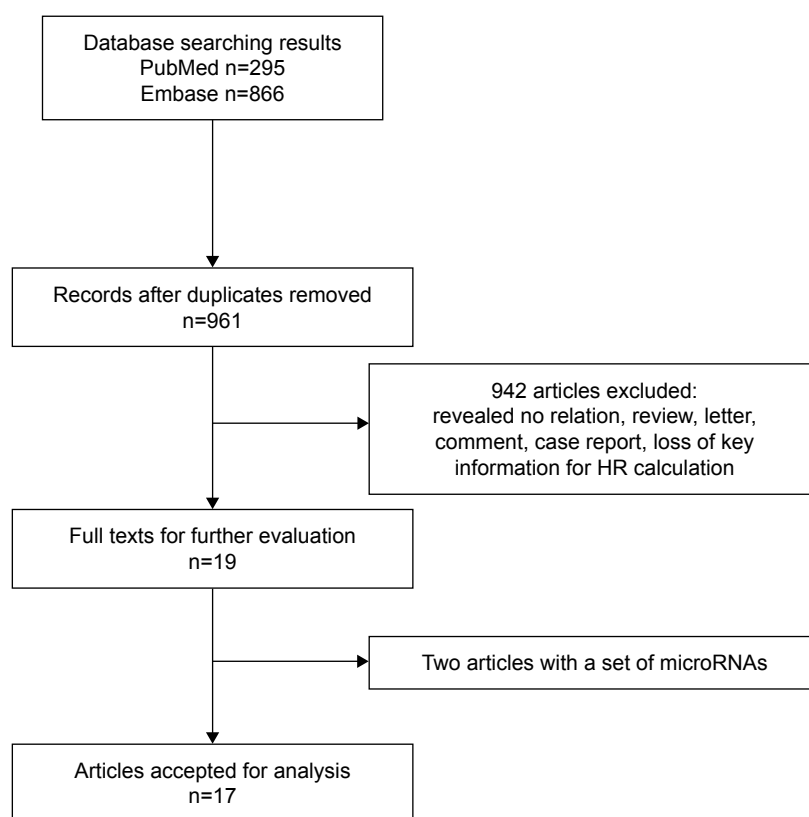 Database searching results
PubMed n=295
Embase n=866
Records after duplicates removed
n=961
942 articles excluded:
revealed no relation, review, letter,
comment, case report, loss of key
information for HR calculation
Full texts for further evaluation
n=19
Two articles with a set of microRNAs
Articles accepted for analysis
n=17